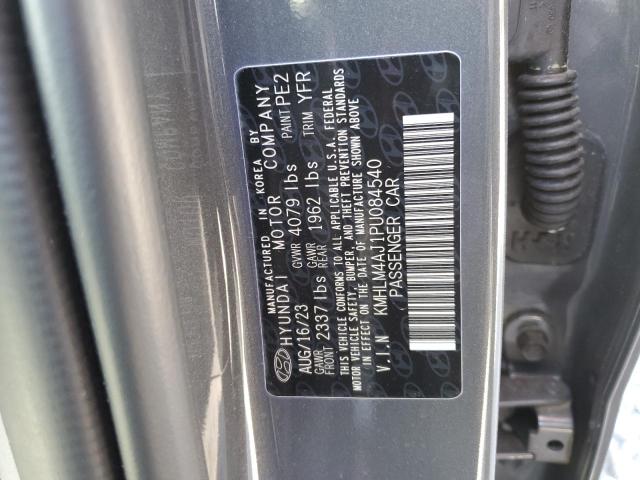 MANUFACTURED IN KOREA BY
HYUNDAI MOTOR COMPANY
AUG/16/23 GVWR 4079 lbs PAINT PE2
GAWR FRONT 2337 lbs GAWR REAR 1962 lbs TRIM YFR
THIS VEHICLE CONFORMS TO ALL APPLICABLE U.S.A. FEDERAL
MOTOR VEHICLE SAFETY, BUMPER, AND THEFT PREVENTION STANDARDS
IN EFFECT ON THE DATE OF MANUFACTURE SHOWN ABOVE
V.I.N KMHLM4AJ1PU084540
PASSENGER CAR